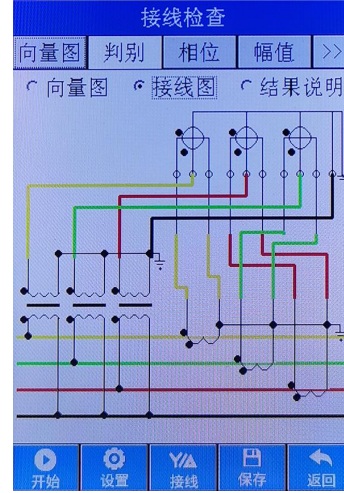 接线检查
向量图 判别 相位 幅值 >>
向量图 接线图 结果说明
开始 设置 接线 保存 返回